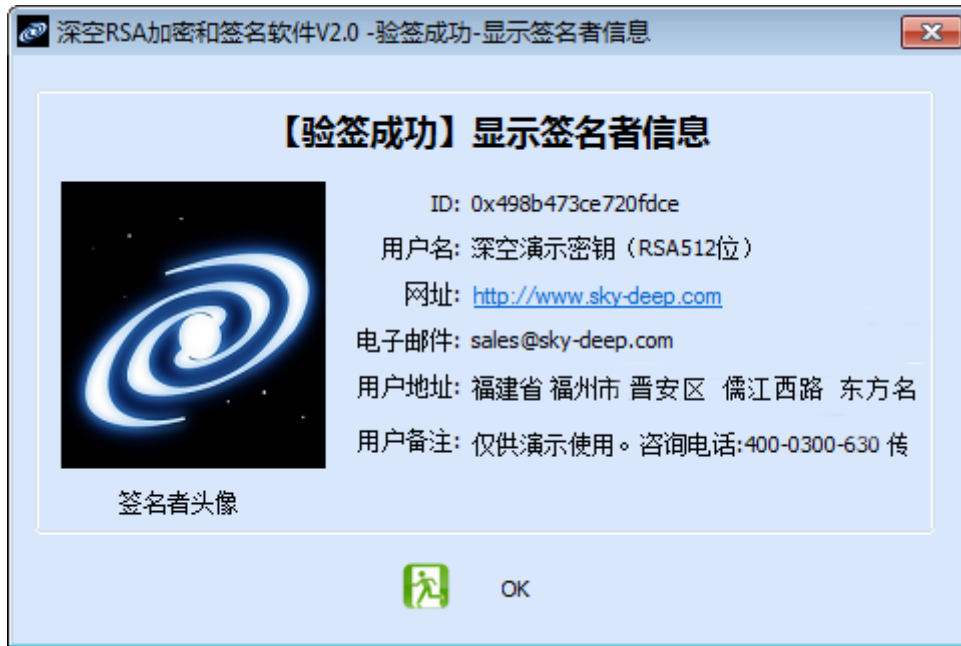 深空RSA加密和签名软件V2.0 -验签成功-显示签名者信息
【验签成功】显示签名者信息
ID: 0x498b473ce720fdce
用户名: 深空演示密钥（RSA512位）
网址: http://www.sky-deep.com
电子邮件: sales@sky-deep.com
用户地址: 福建省 福州市 晋安区 儒江西路 东方名
用户备注: 仅供演示使用。咨询电话:400-0300-630 传
签名者头像
OK